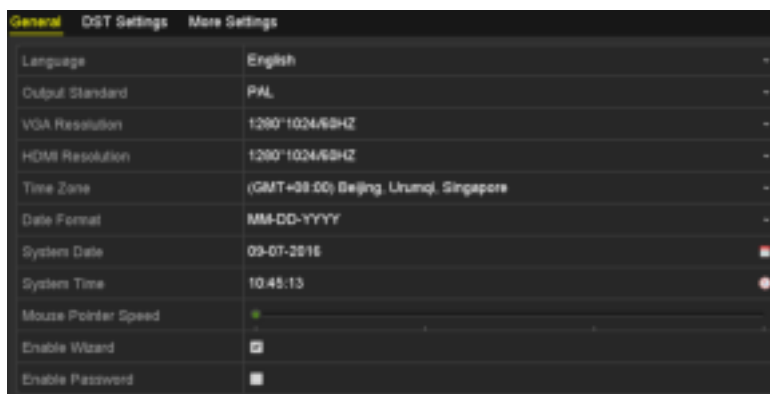 General DST Settings More Settings
Language English
Output Standard PAL
VGA Resolution 1280*1024/60HZ
HDMI Resolution 1280*1024/60HZ
Time Zone (GMT+08:00) Beijing, Urumqi, Singapore
Date Format MM-DD-YYYY
System Date 09-07-2016
System Time 10:45:13
Mouse Pointer Speed
Enable Wizard
Enable Password